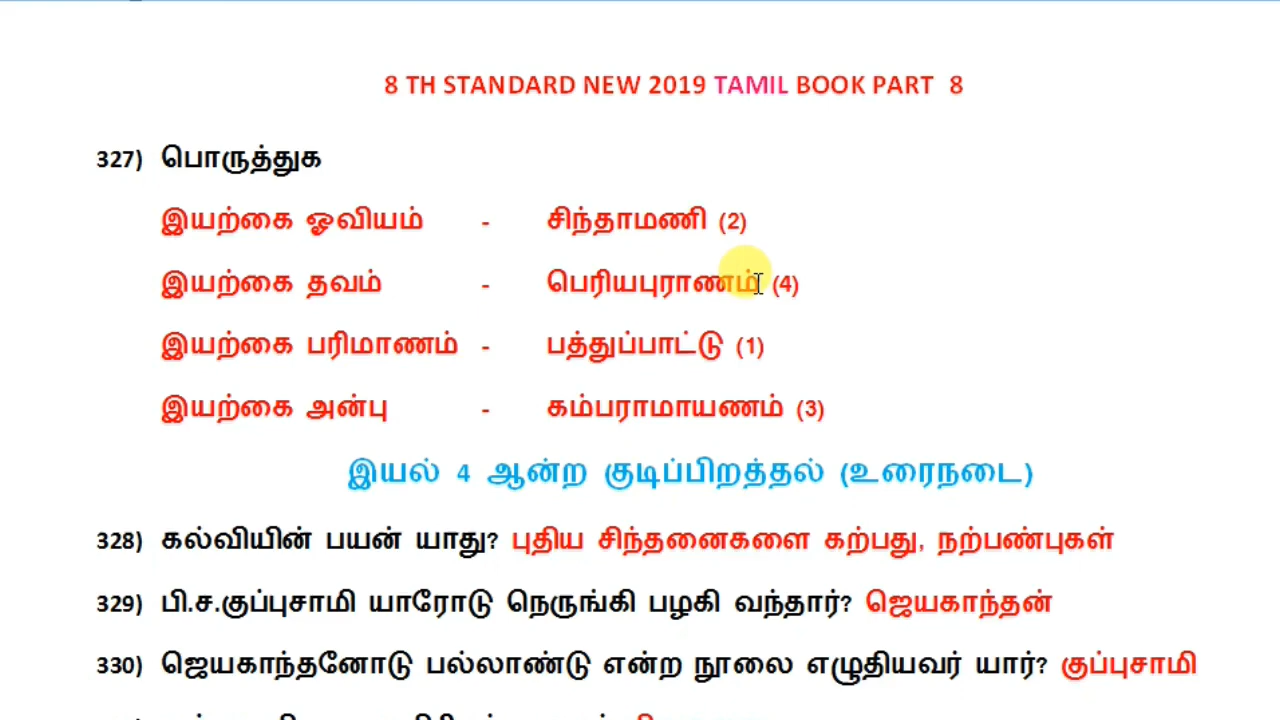 8 TH STANDARD NEW 2019 TAMIL BOOK PART 8
327) பொருத்துக
இயற்கை ஓவியம் - சிந்தாமணி (2)
இயற்கை தவம் - பெரியபுராணம் (4)
இயற்கை பரிமாணம் - பத்துப்பாட்டு (1)
இயற்கை அன்பு - கம்பராமாயணம் (3)
இயல் 4 ஆன்ற குடிப்பிறத்தல் (உரைநடை)
328) கல்வியின் பயன் யாது? புதிய சிந்தனைகளை கற்பது, நற்பண்புகள்
329) பி.ச.குப்புசாமி யாரோடு நெருங்கி பழகி வந்தார்? ஜெயகாந்தன்
330) ஜெயகாந்தனோடு பல்லாண்டு என்ற நூலை எழுதியவர் யார்? குப்புசாமி